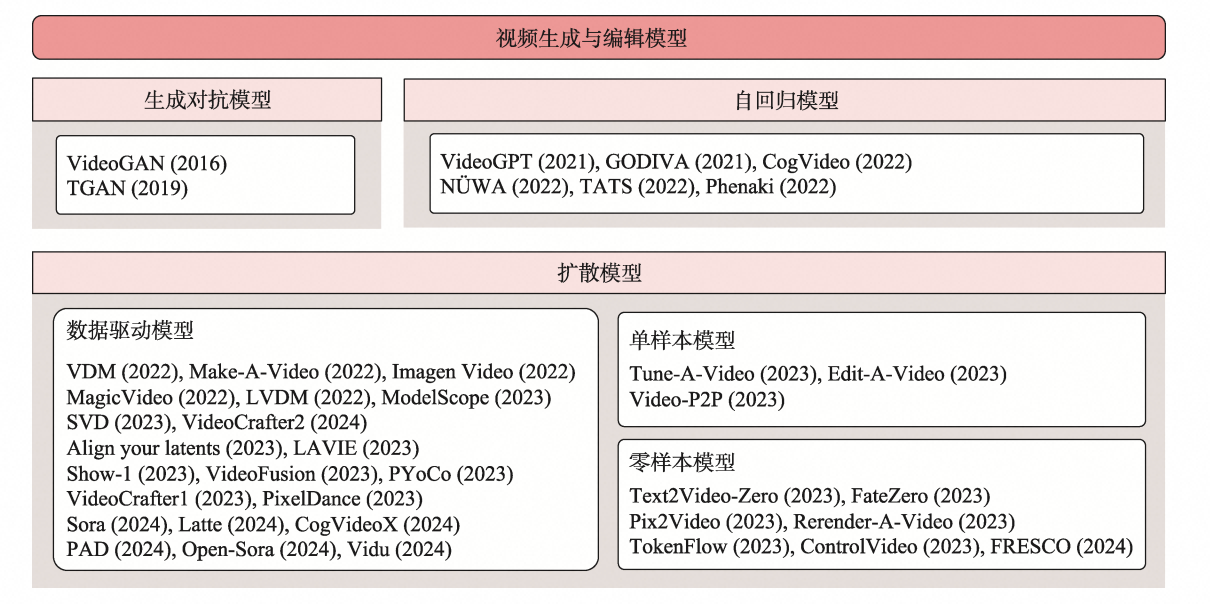 视频生成与编辑模型
生成对抗模型
VideoGAN (2016)
TGAN (2019)
自回归模型
VideoGPT (2021), GODIVA (2021), CogVideo (2022)
NÜWA (2022), TATS (2022), Phenaki (2022)
扩散模型
数据驱动模型
VDM (2022), Make-A-Video (2022), Imagen Video (2022)
MagicVideo (2022), LVDM (2022), ModelScope (2023)
SVD (2023), VideoCrafter2 (2024)
Align your latents (2023), LAVIE (2023)
Show-1 (2023), VideoFusion (2023), PYoCo (2023)
VideoCrafter1 (2023), PixelDance (2023)
Sora (2024), Latte (2024), CogVideoX (2024)
PAD (2024), Open-Sora (2024), Vidu (2024)
单样本模型
Tune-A-Video (2023), Edit-A-Video (2023)
Video-P2P (2023)
零样本模型
Text2Video-Zero (2023), FateZero (2023)
Pix2Video (2023), Rerender-A-Video (2023)
TokenFlow (2023), ControlVideo (2023), FRESCO (2024)